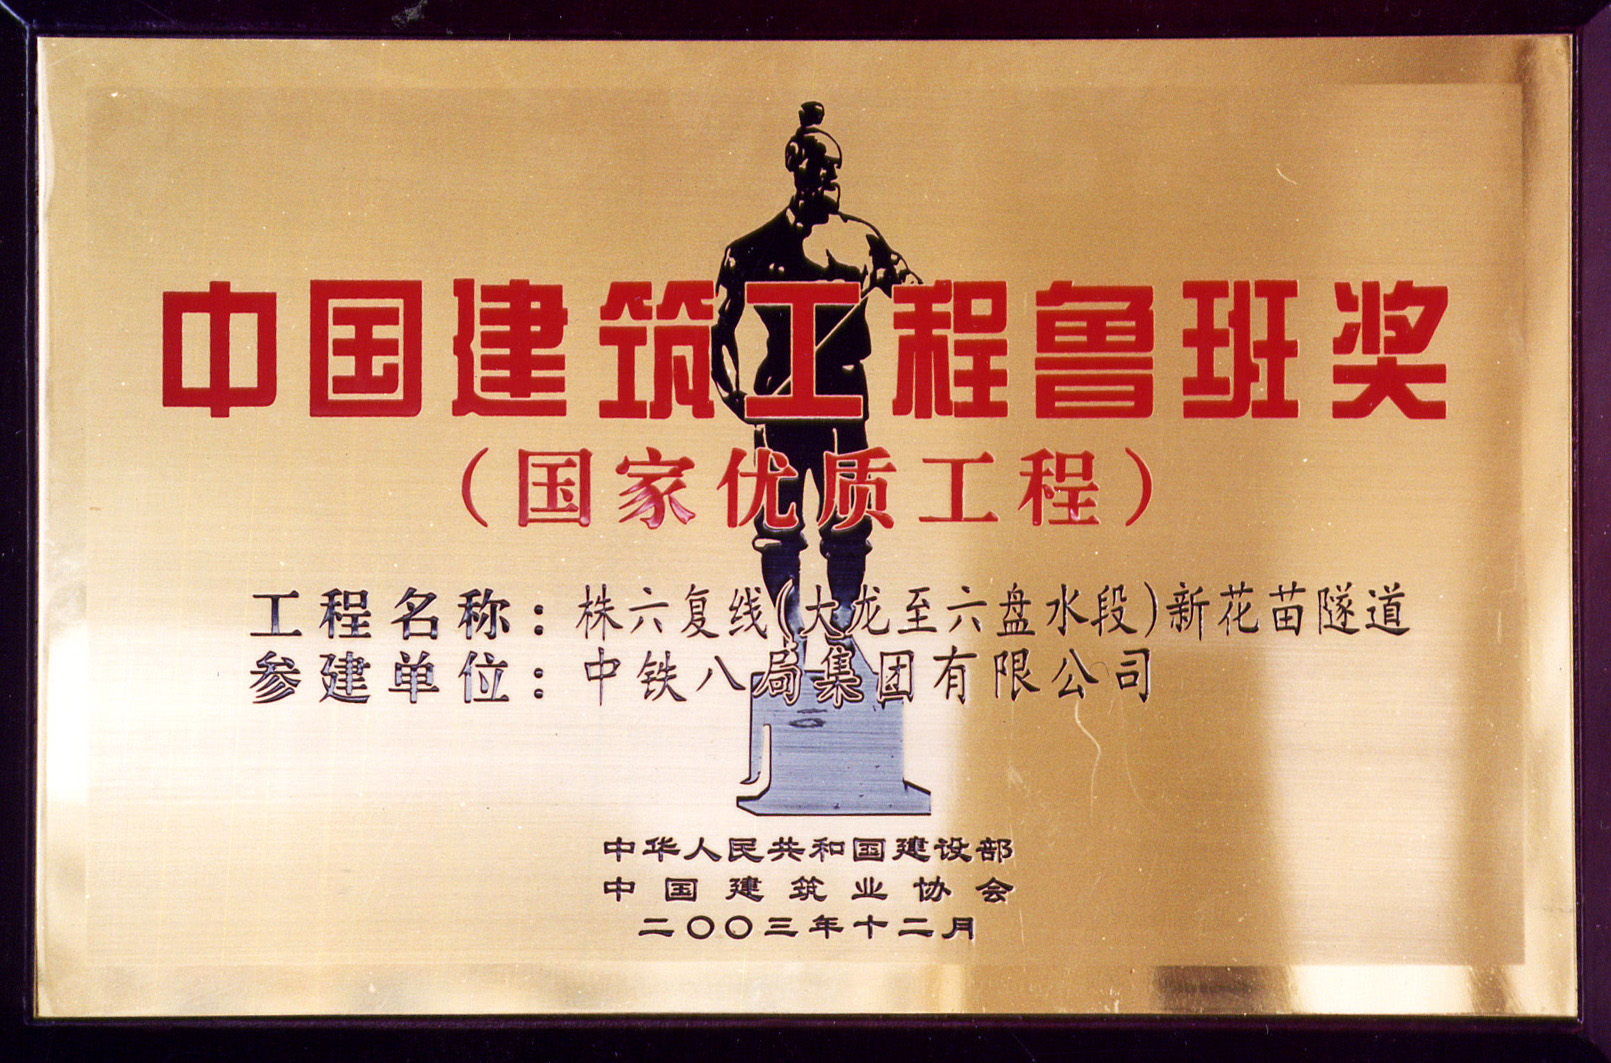 中国建筑工程鲁班奖
(国家优质工程)
工程名称：株六复线(大龙至六盘水段)新花苗隧道
参建单位：中铁八局集团有限公司
中华人民共和国建设部
中国建筑业协会
二〇〇三年十二月